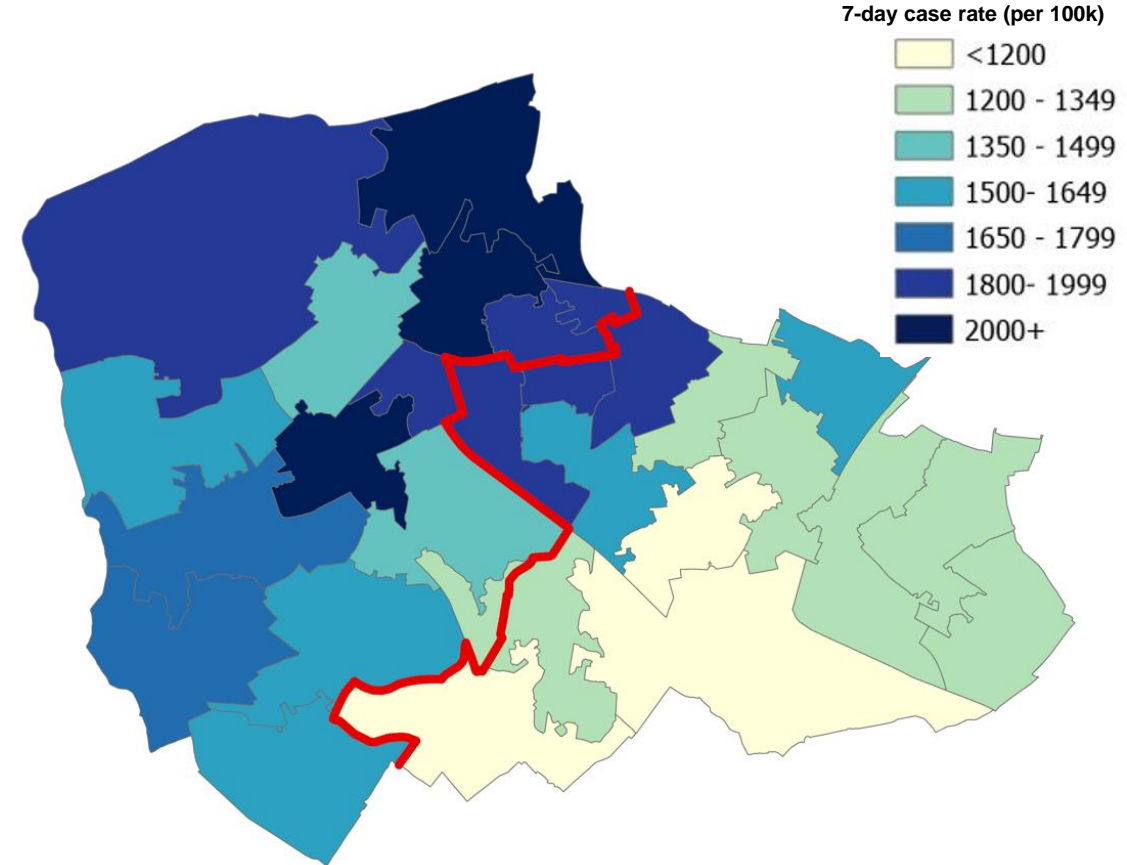 7-day case rate (per 100k)
<1200
1200 - 1349
1350 - 1499
1500- 1649
1650 - 1799
1800- 1999
2000+